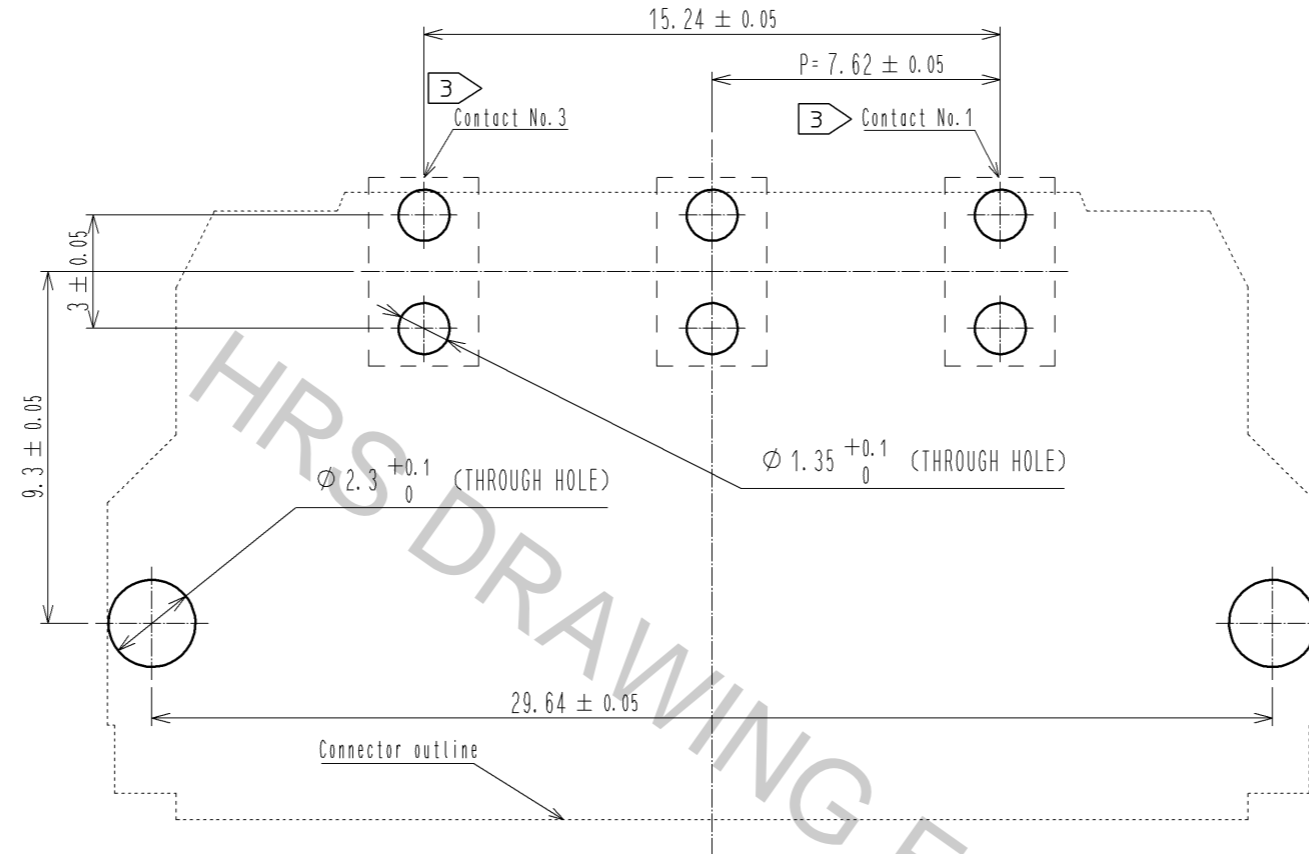 15.24 ± 0.05
P= 7.62 ± 0.05
3
Contact No.3
3
Contact No.1
3 ± 0.05
9.3 ± 0.05
Ø 2.3 +0.1 0 (THROUGH HOLE)
Ø 1.35 +0.1 0 (THROUGH HOLE)
29.64 ± 0.05
Connector outline
HRS DRAWING